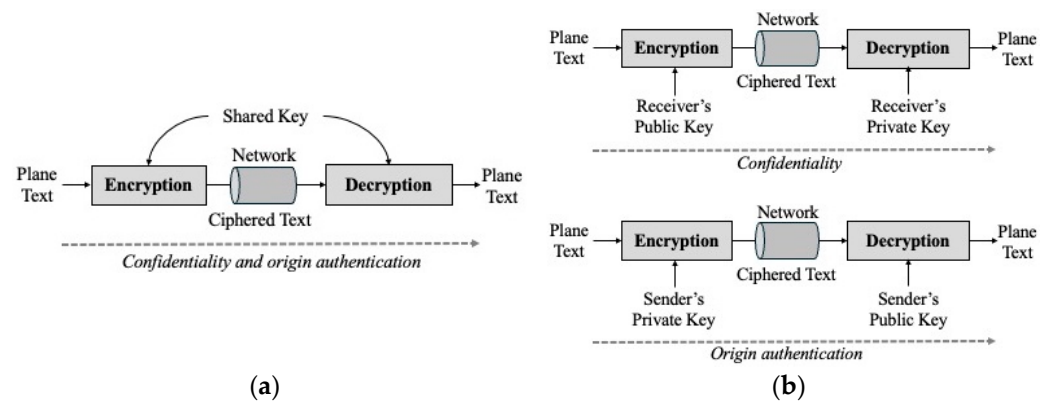 Shared Key
Network
Plane
Text
Encryption
Decryption
Plane
Text
Ciphered Text
Confidentiality and origin authentication
(a)
Network
Plane
Text
Encryption
Decryption
Plane
Text
Ciphered Text
Receiver's
Public Key
Receiver's
Private Key
Confidentiality
Network
Plane
Text
Encryption
Decryption
Plane
Text
Ciphered Text
Sender's
Private Key
Sender's
Public Key
Origin authentication
(b)